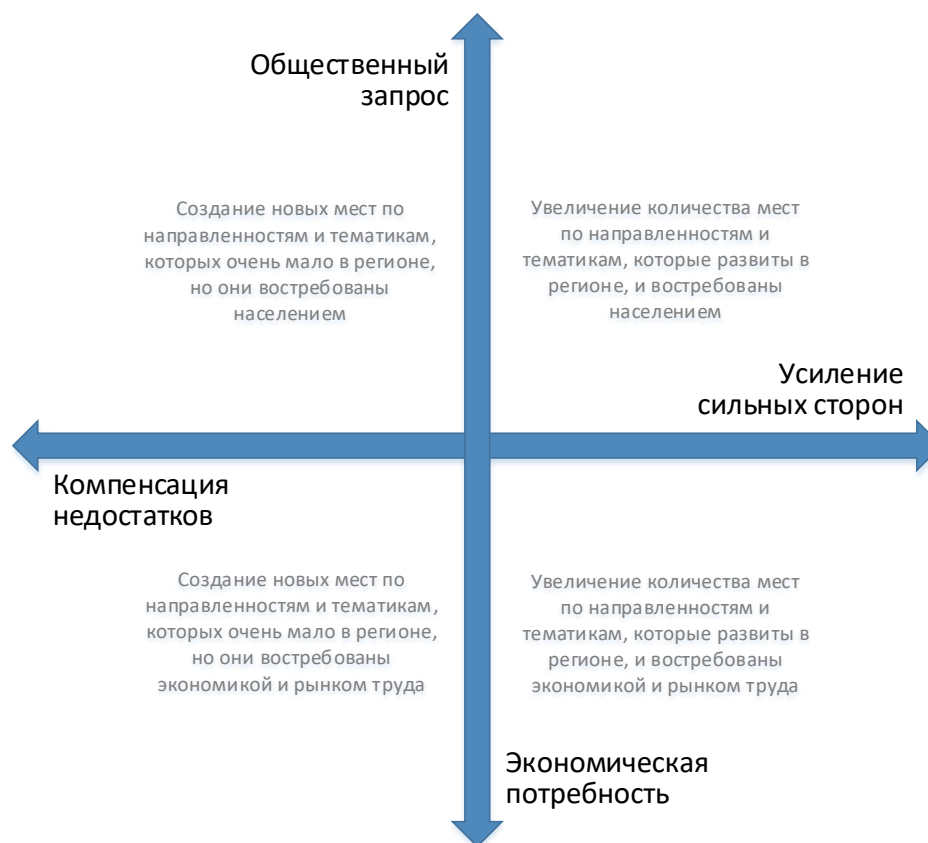 Общественный
запрос
Создание новых мест по
направленностям и тематикам,
которых очень мало в регионе,
но они востребованы
населением
Увеличение количества мест
по направленностям и
тематикам, которые развиты в
регионе, и востребованы
населением
Усиление
сильных сторон
Компенсация
недостатков
Создание новых мест по
направленностям и тематикам,
которых очень мало в регионе,
но они востребованы
экономикой и рынком труда
Увеличение количества мест
по направленностям и
тематикам, которые развиты в
регионе, и востребованы
экономикой и рынком труда
Экономическая
потребность